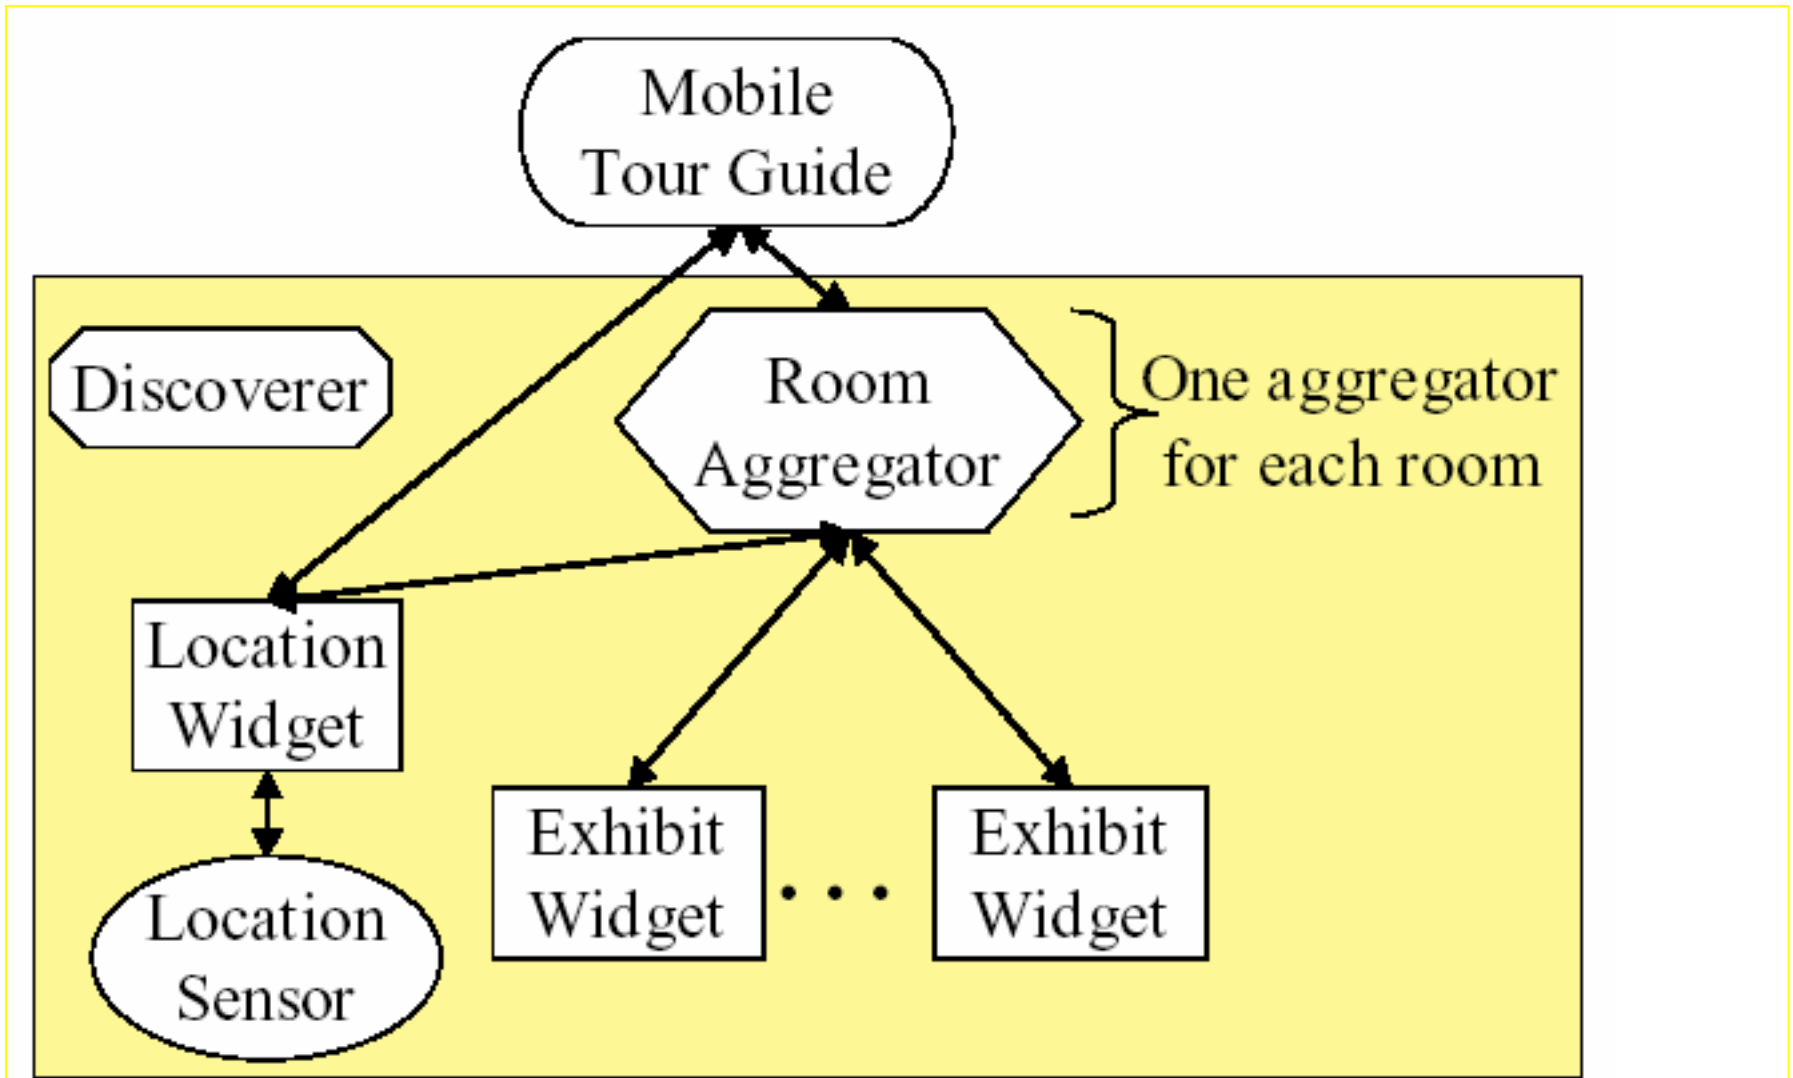 Mobile
Tour Guide
Discoverer
Room
Aggregator
One aggregator
for each room
Location
Widget
Exhibit
Widget
. . .
Exhibit
Widget
Location
Sensor